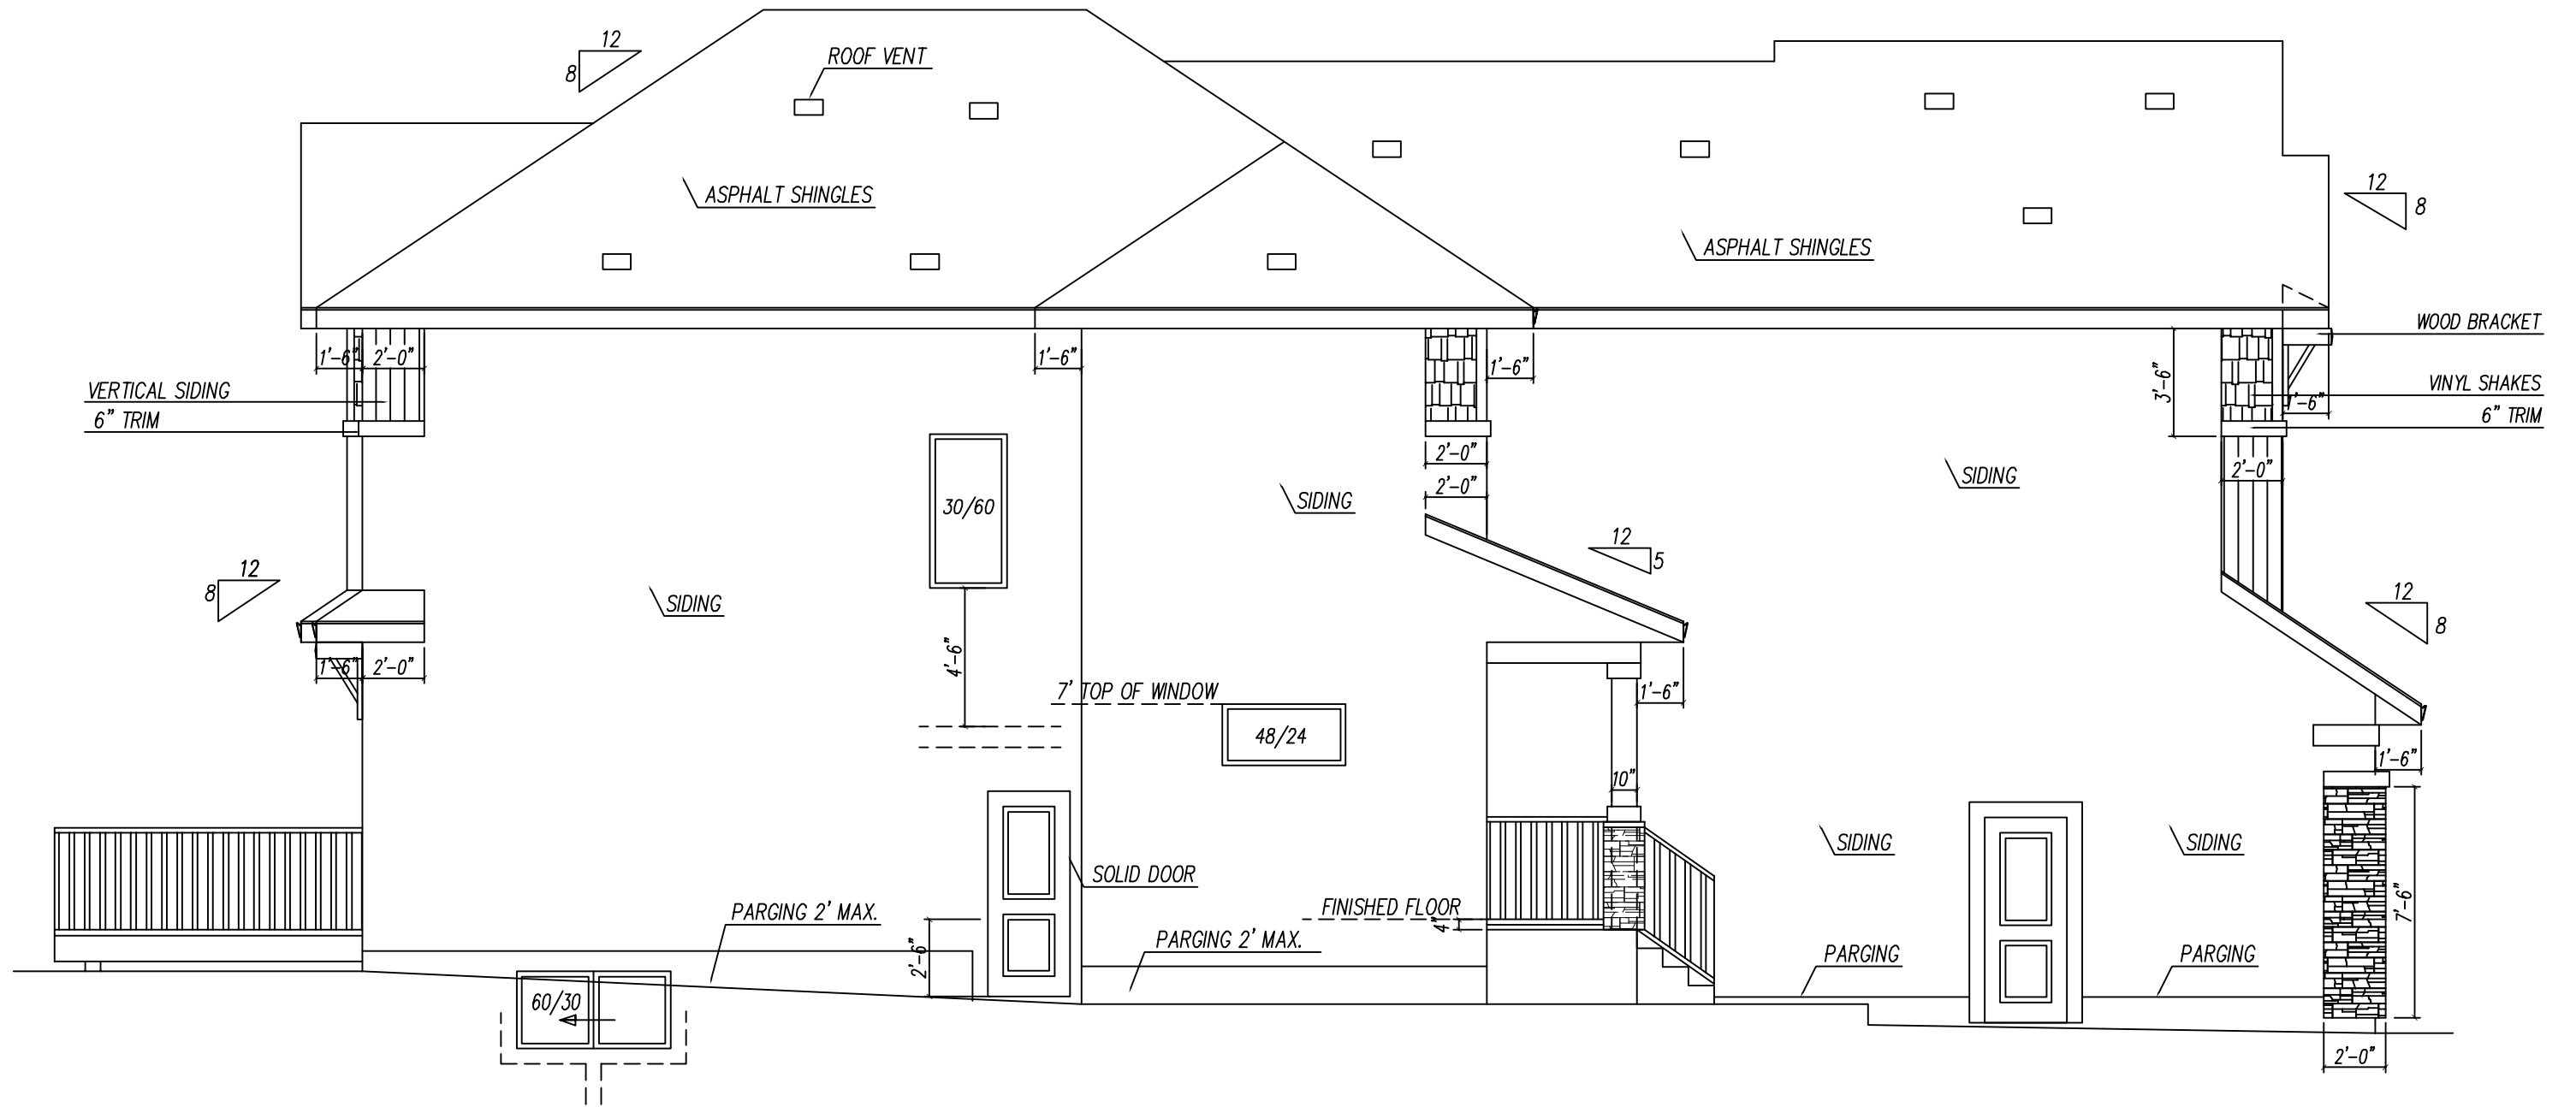 12
8
ROOF VENT
ASPHALT SHINGLES
12
8
ASPHALT SHINGLES
WOOD BRACKET
1'-6" 2'-0"
1'-6"
1'-6"
3'-6"
VINYL SHAKES
VERTICAL SIDING
1'-6"
6" TRIM
6" TRIM
2'-0"
2'-0"
2'-0"
SIDING
SIDING
30/60
12
5
12
8
SIDING
12
8
4'-6"
1'-6" 2'-0"
7' TOP OF WINDOW
1'-6"
48/24
1'-6"
10"
SIDING
SIDING
SOLID DOOR
7'-6"
PARGING 2' MAX.
FINISHED FLOOR
4"
PARGING 2' MAX.
2'-6"
PARGING
PARGING
60/30
2'-0"